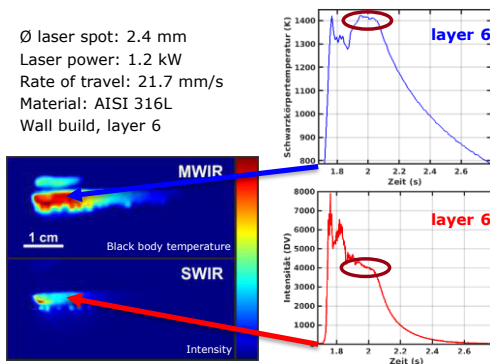 Ø laser spot: 2.4 mm
Laser power: 1.2 kW
Rate of travel: 21.7 mm/s
Material: AISI 316L
Wall build, layer 6
MWIR
1 cm
Black body temperature
SWIR
Intensity
layer 6
Schwarzkörpertemperatur (K)
1400
1300
1200
1100
1000
900
800
1.8
2
2.2
2.4
2.6
Zeit (s)
layer 6
Intensität (DV)
8000
7000
6000
5000
4000
3000
2000
1000
0
1.8
2
2.2
2.4
2.6
Zeit (s)